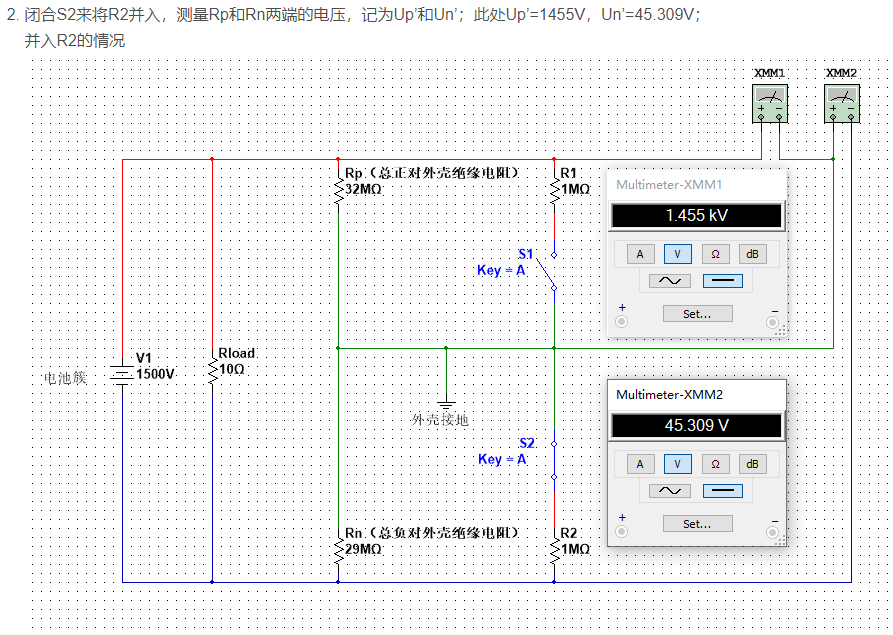 2. 闭合S2来将R2并入，测量Rp和Rn两端的电压，记为Up’和Un’；此处Up’=1455V，Un’=45.309V；
并入R2的情况
XMM1
XMM2
Rp（总正对外壳绝缘电阻）
32MΩ
R1
1MΩ
Multimeter-XMM1
1.455 kV
A
V
Ω
dB
S1
Key = A
+
Set...
−
V1
1500V
电池簇
Rload
10Ω
外壳接地
Multimeter-XMM2
45.309 V
A
V
Ω
dB
S2
Key = A
+
Set...
−
Rn（总负对外壳绝缘电阻）
29MΩ
R2
1MΩ